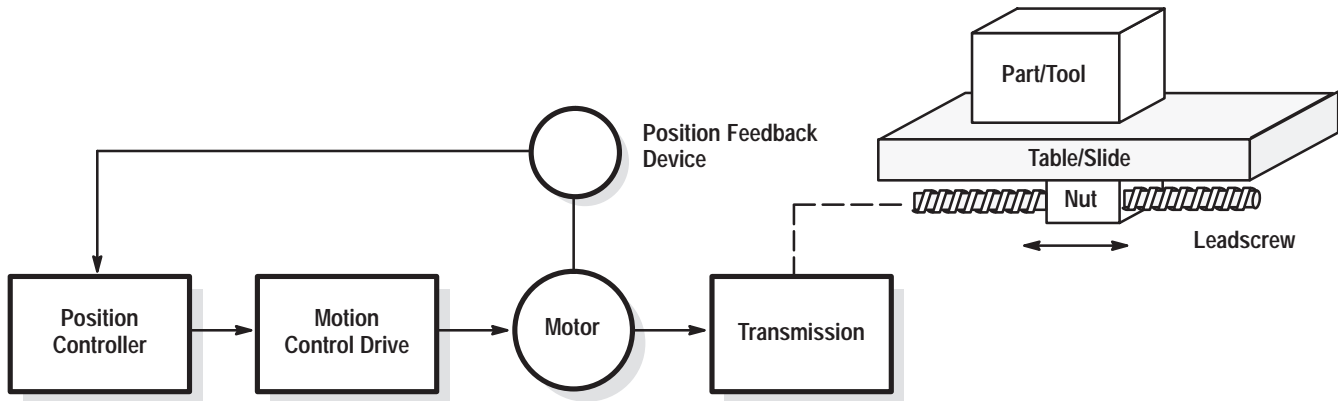 Part/Tool
Position Feedback
Device
Table/Slide
Nut
Leadscrew
Position
Controller
Motion
Control Drive
Motor
Transmission